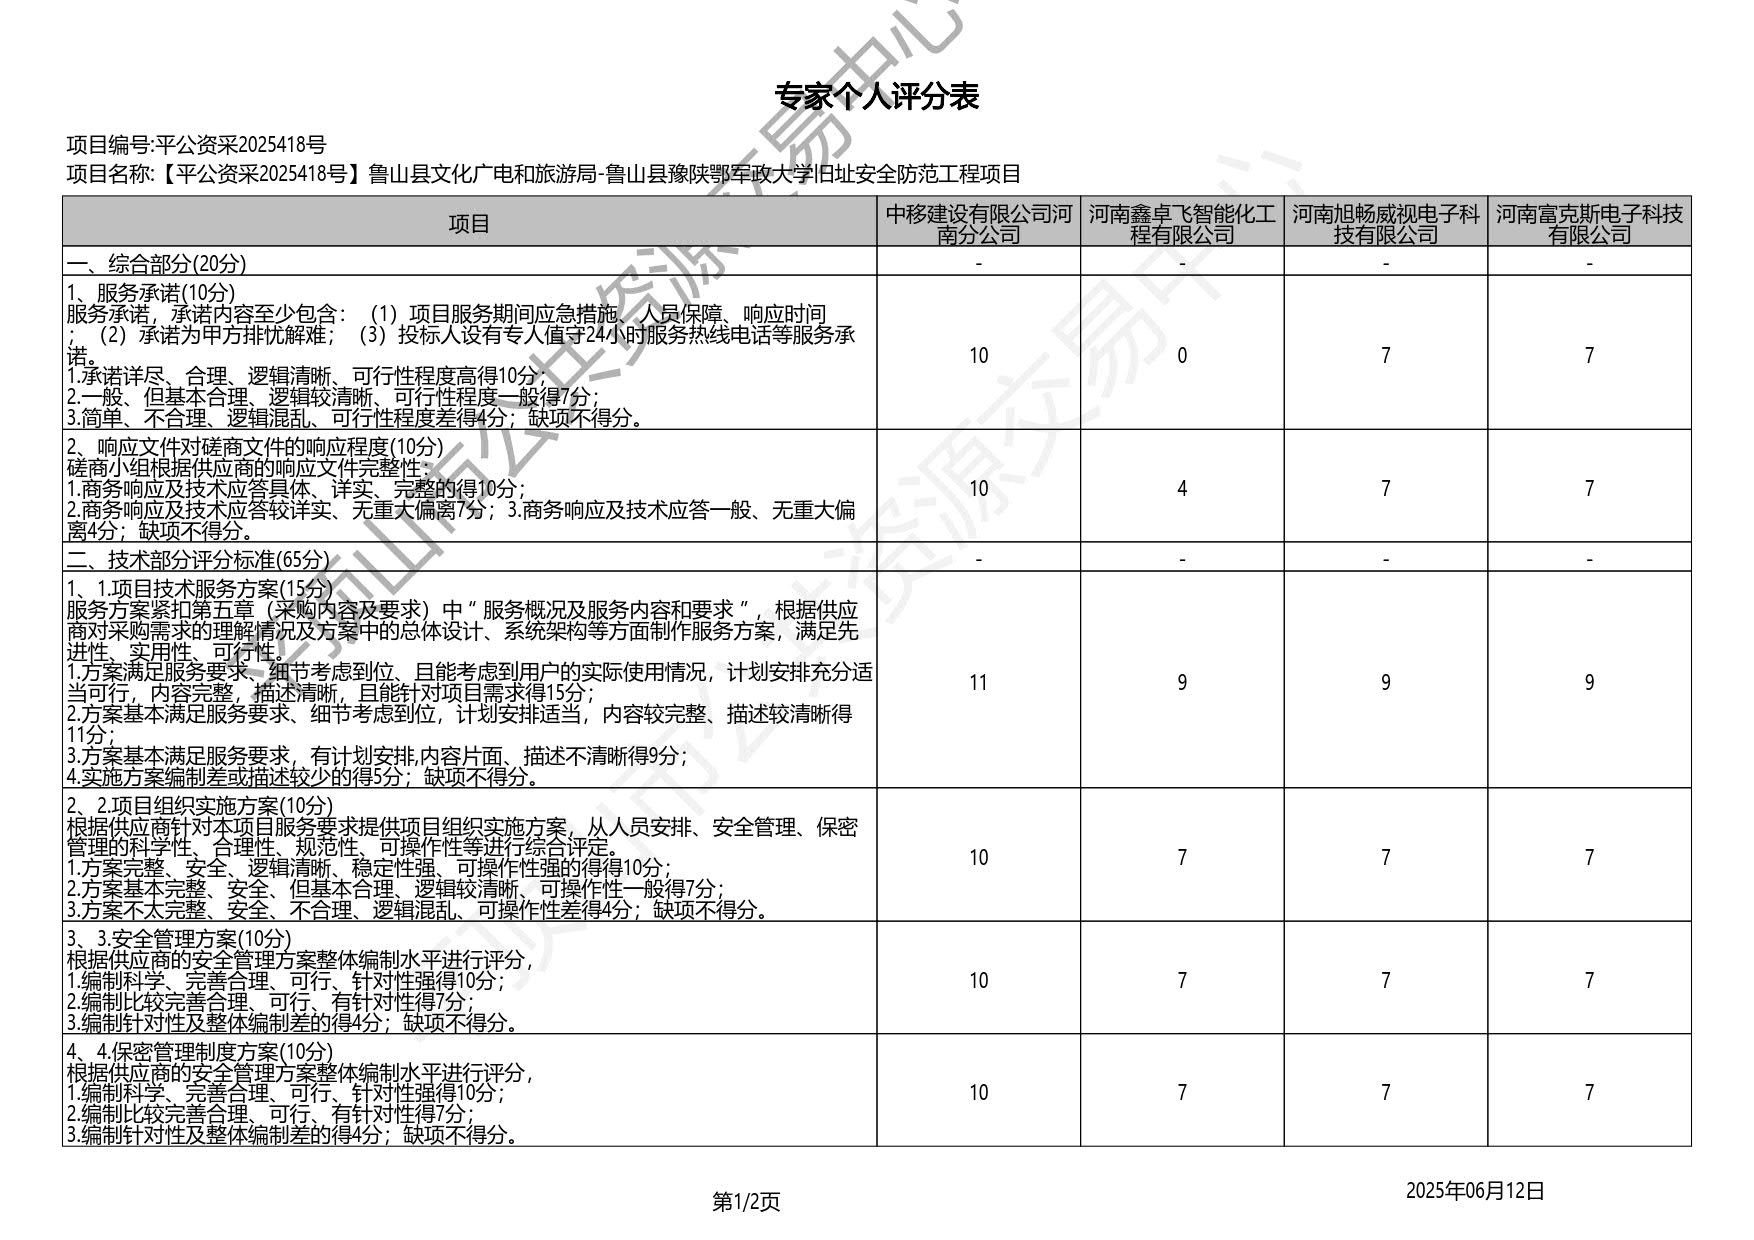 专家个人评分表
项目编号:平公资采2025418号
项目名称:【平公资采2025418号】鲁山县文化广电和旅游局-鲁山县豫陕鄂军政大学旧址安全防范工程项目
项目
中移建设有限公司河
南分公司
河南鑫卓飞智能化工
程有限公司
河南旭畅威视电子科
技有限公司
河南富克斯电子科技
有限公司
一、综合部分(20分)
-
-
-
-
1、服务承诺(10分)
服务承诺，承诺内容至少包含：（1）项目服务期间应急措施、人员保障、响应时间
；（2）承诺为甲方排忧解难；（3）投标人设有专人值守24小时服务热线电话等服务承
诺。
1.承诺详尽、合理、逻辑清晰、可行性程度高得10分；
2.一般、但基本合理、逻辑较清晰、可行性程度一般得7分；
3.简单、不合理、逻辑混乱、可行性程度差得4分；缺项不得分。
10
0
7
7
2、响应文件对磋商文件的响应程度(10分)
磋商小组根据供应商的响应文件完整性：
1.商务响应及技术应答具体、详实、完整的得10分；
2.商务响应及技术应答较详实、无重大偏离7分；3.商务响应及技术应答一般、无重大偏
离4分；缺项不得分。
10
4
7
7
二、技术部分评分标准(65分)
-
-
-
-
1、1.项目技术服务方案(15分)
服务方案紧扣第五章（采购内容及要求）中＂服务概况及服务内容和要求＂，根据供应
商对采购需求的理解情况及方案中的总体设计、系统架构等方面制作服务方案，满足先
进性、实用性、可行性。
1.方案满足服务要求、细节考虑到位、且能考虑到用户的实际使用情况，计划安排充分适
当可行，内容完整，描述清晰，且能针对项目需求得15分；
2.方案基本满足服务要求、细节考虑到位，计划安排适当，内容较完整、描述较清晰得
11分；
3.方案基本满足服务要求，有计划安排,内容片面、描述不清晰得9分；
4.实施方案编制差或描述较少的得5分；缺项不得分。
11
9
9
9
2、2.项目组织实施方案(10分)
根据供应商针对本项目服务要求提供项目组织实施方案，从人员安排、安全管理、保密
管理的科学性、合理性、规范性、可操作性等进行综合评定。
1.方案完整、安全、逻辑清晰、稳定性强、可操作性强的得得10分；
2.方案基本完整、安全、但基本合理、逻辑较清晰、可操作性一般得7分；
3.方案不太完整、安全、不合理、逻辑混乱、可操作性差得4分；缺项不得分。
10
7
7
7
3、3.安全管理方案(10分)
根据供应商的安全管理方案整体编制水平进行评分，
1.编制科学、完善合理、可行、针对性强得10分；
2.编制比较完善合理、可行、有针对性得7分；
3.编制针对性及整体编制差的得4分；缺项不得分。
10
7
7
7
4、4.保密管理制度方案(10分)
根据供应商的安全管理方案整体编制水平进行评分，
1.编制科学、完善合理、可行、针对性强得10分；
2.编制比较完善合理、可行、有针对性得7分；
3.编制针对性及整体编制差的得4分；缺项不得分。
10
7
7
7
第1/2页
2025年06月12日
平顶山市公共资源交易中心
平顶山市公共资源交易中心